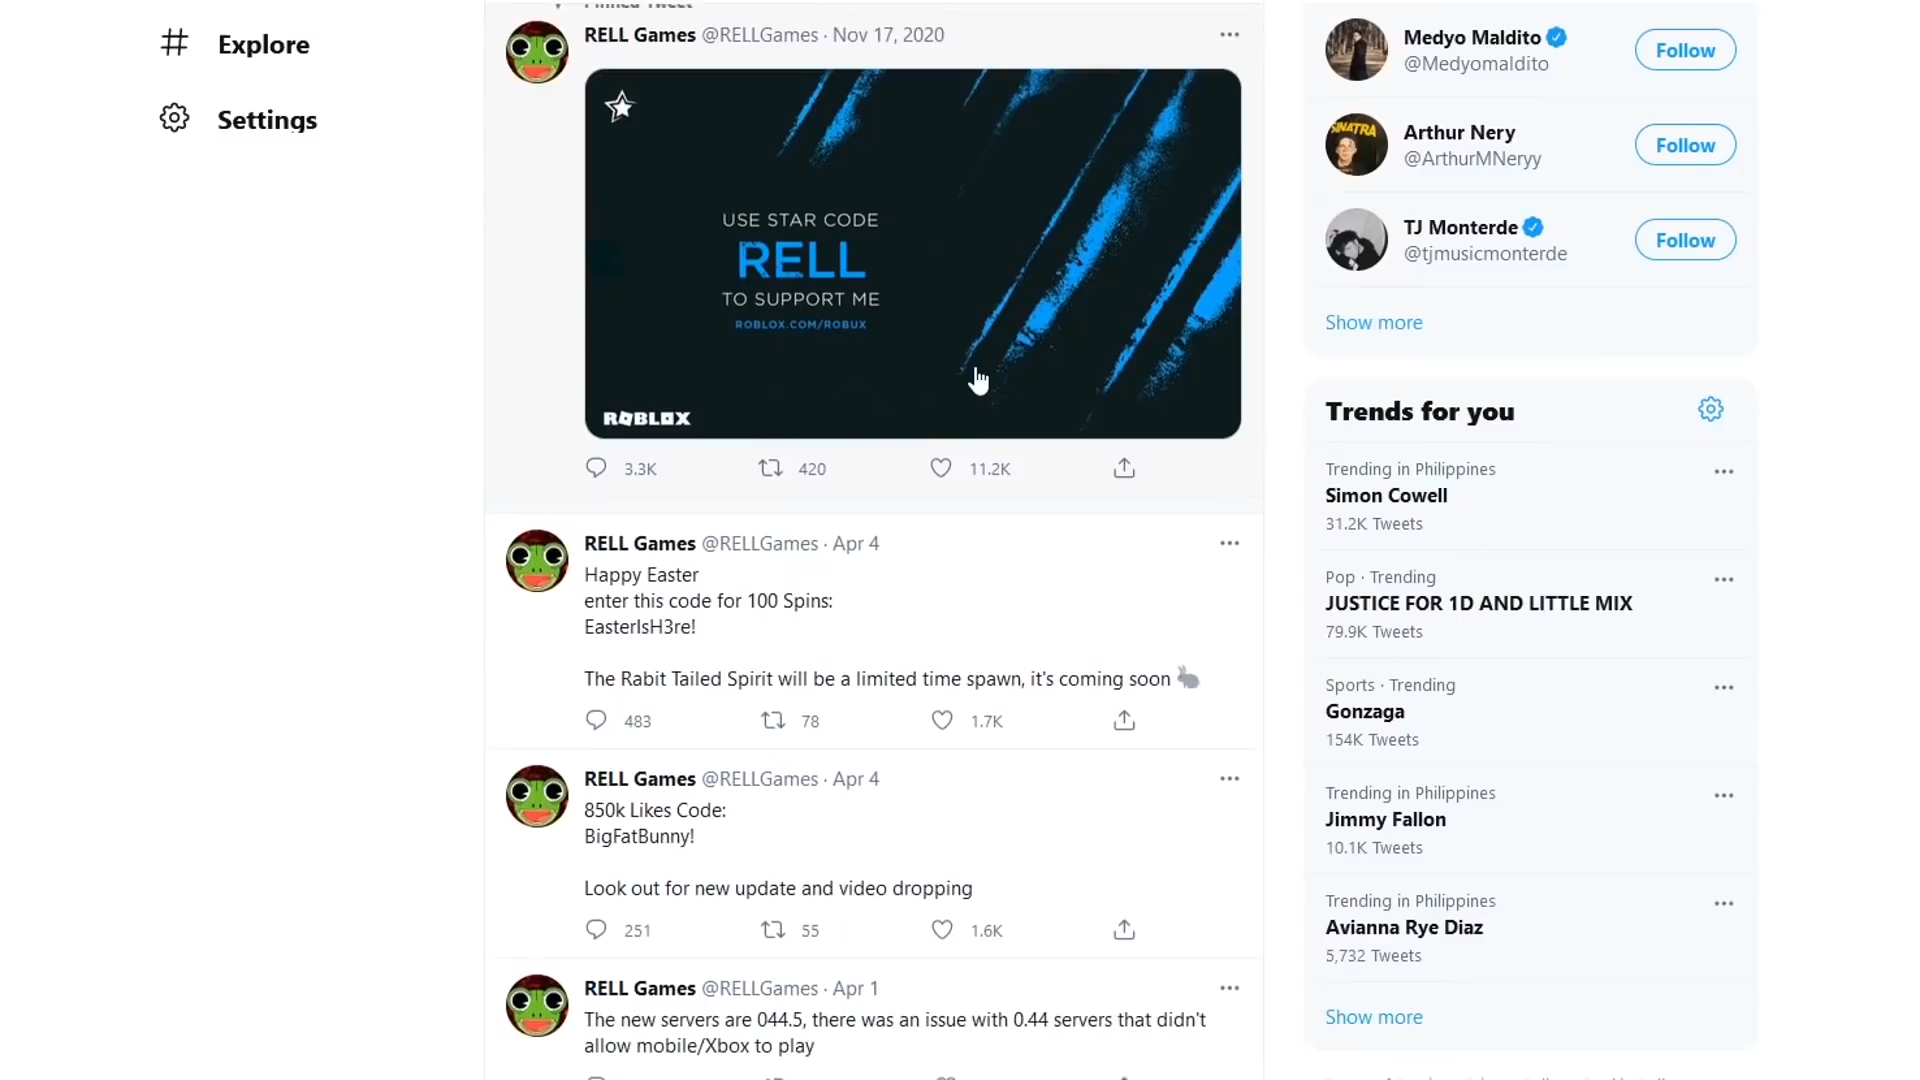 Explore
Settings
Pinned Tweet
RELL Games @RELLGames · Nov 17, 2020
USE STAR CODE
RELL
TO SUPPORT ME
ROBLOX.COM/ROBUX
ROBLOX
3.3K 420 11.2K
RELL Games @RELLGames · Apr 4
Happy Easter
enter this code for 100 Spins:
EasterIsH3re!
The Rabit Tailed Spirit will be a limited time spawn, it's coming soon
483 78 1.7K
RELL Games @RELLGames · Apr 4
850k Likes Code:
BigFatBunny!
Look out for new update and video dropping
251 55 1.6K
RELL Games @RELLGames · Apr 1
The new servers are 044.5, there was an issue with 0.44 servers that didn't
allow mobile/Xbox to play
Medyo Maldito
@Medyomaldito
Follow
SINATRA
Arthur Nery
@ArthurMNeryy
Follow
TJ Monterde
@tjmusicmonterde
Follow
Show more
Trends for you
Trending in Philippines
Simon Cowell
31.2K Tweets
Pop · Trending
JUSTICE FOR 1D AND LITTLE MIX
79.9K Tweets
Sports · Trending
Gonzaga
154K Tweets
Trending in Philippines
Jimmy Fallon
10.1K Tweets
Trending in Philippines
Avianna Rye Diaz
5,732 Tweets
Show more